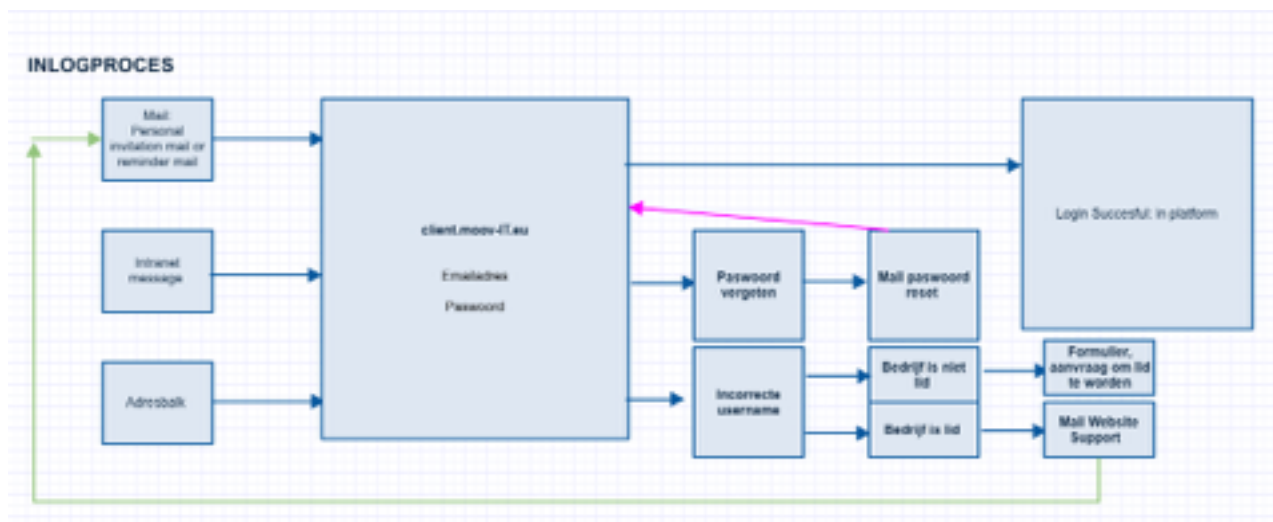 INLOGPROCES
Mail:
Personal
invitation mail or
reminder mail
Intranet
message
Adresbalk
client.moov-IT.eu
Emailadres
Paswoord
Login Succesful: in platform
Paswoord
vergeten
Mail paswoord
reset
Incorrecte
username
Bedrijf is niet
lid
Bedrijf is lid
Formulier,
aanvraag om lid
te worden
Mail Website
Support